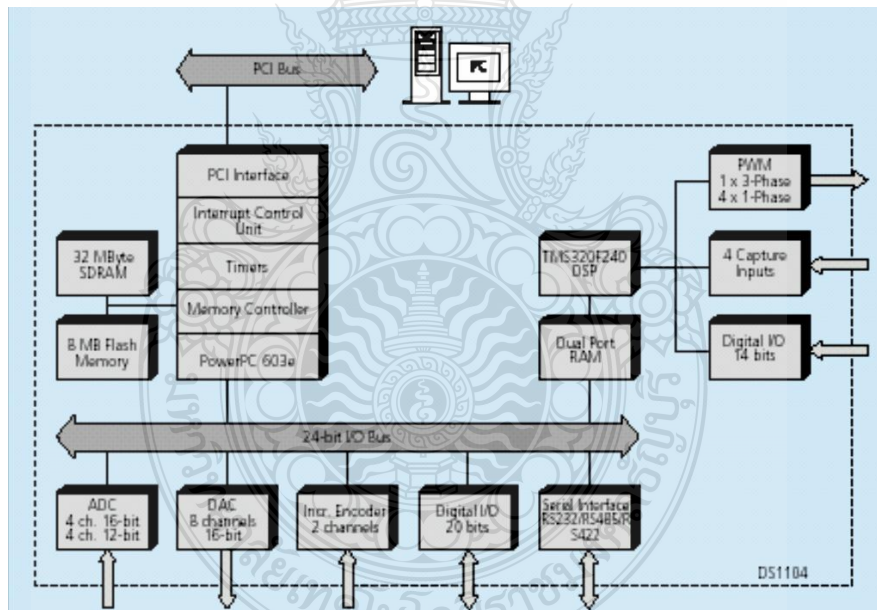 PCI Bus
PC
PCI Interface
Interrupt Control
Unit
Timers
Memory Controller
PowerPC 603e
32 MByte
SDRAM
8 MB Flash
Memory
TMS320F240
DSP
Dual Port
RAM
PWM
1 x 3-Phase
4 x 1-Phase
4 Capture
Inputs
Digital I/O
14 bits
24-bit I/O Bus
ADC
4 ch. 16-bit
4 ch. 12-bit
DAC
8 channels
16-bit
Incr. Encoder
2 channels
Digital I/O
20 bits
Serial Interface
RS232/RS485/R
S422
DS1104